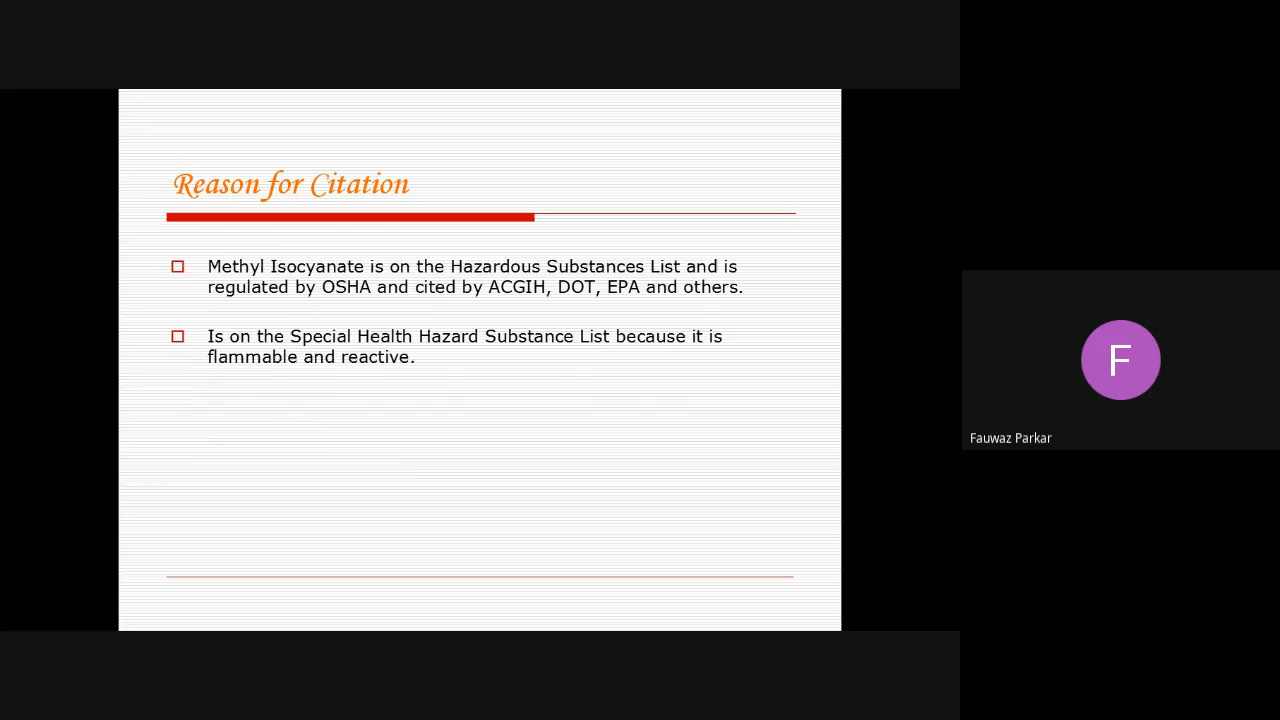 Reason for Citation
Methyl Isocyanate is on the Hazardous Substances List and is
regulated by OSHA and cited by ACGIH, DOT, EPA and others.
Is on the Special Health Hazard Substance List because it is
flammable and reactive.
F
Fauwaz Parkar